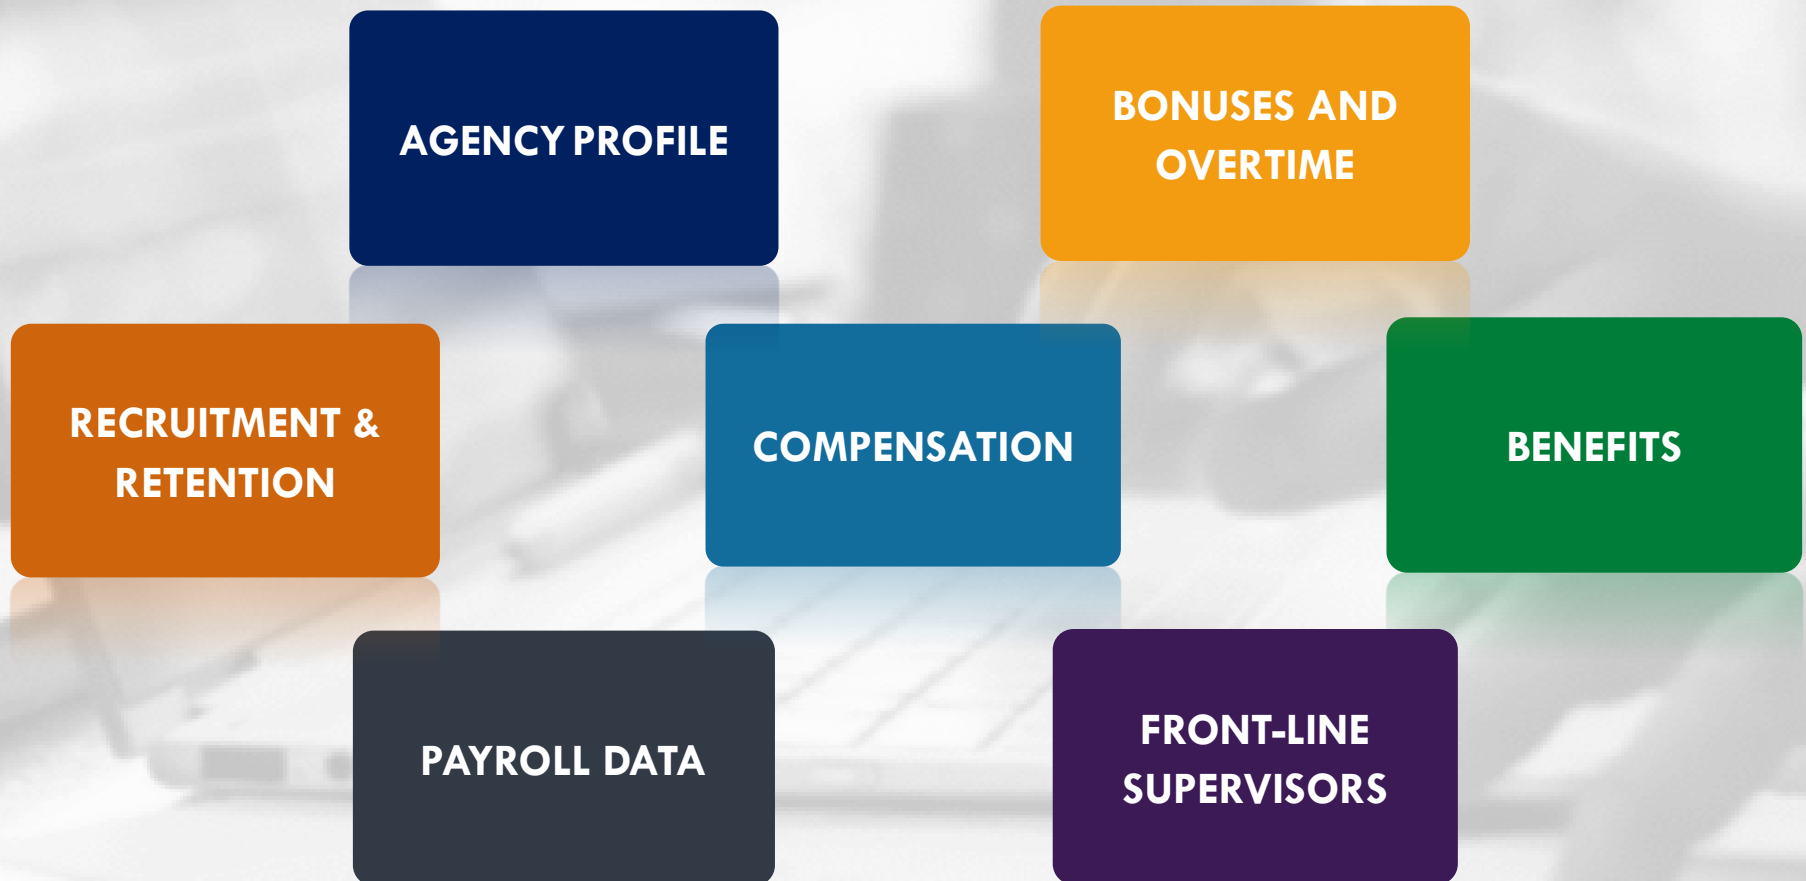 AGENCY PROFILE
BONUSES AND
OVERTIME
RECRUITMENT &
RETENTION
COMPENSATION
BENEFITS
PAYROLL DATA
FRONT-LINE
SUPERVISORS